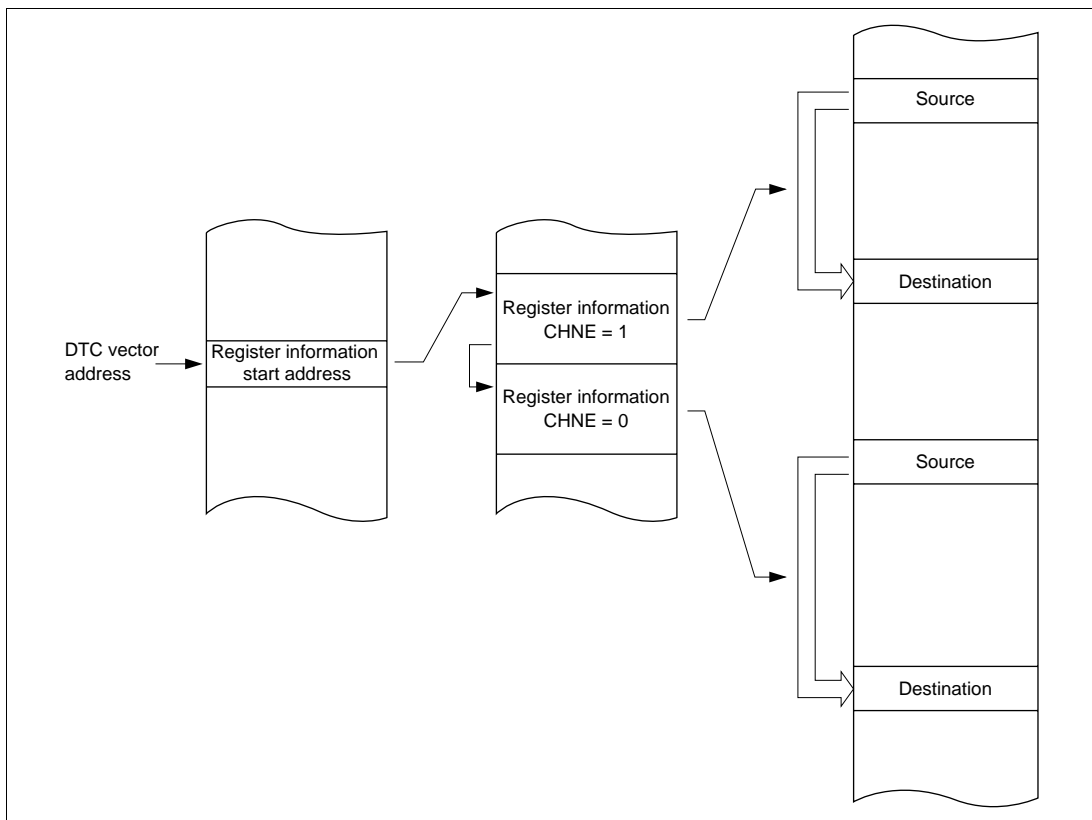 DTC vector
address
Register information
start address
Register information
CHNE = 1
Register information
CHNE = 0
Source
Destination
Source
Destination